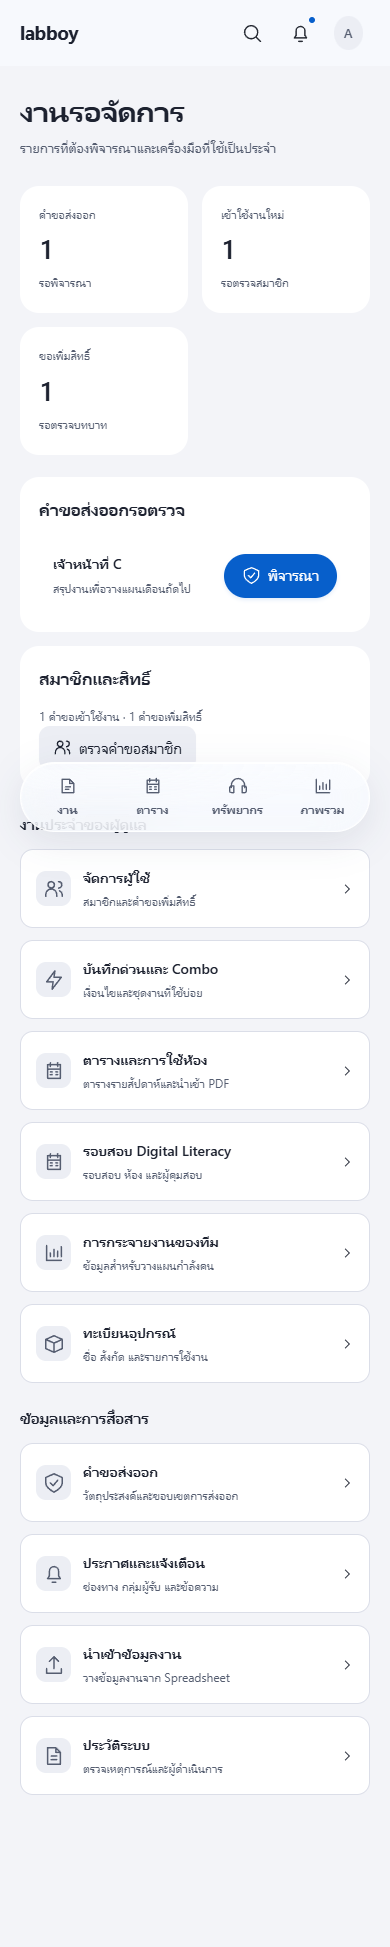 labboy
A
งานรอจัดการ
รายการที่ต้องพิจารณาและเครื่องมือที่ใช้เป็นประจำ
คำขอส่งออก
1
รอพิจารณา
เข้าใช้งานใหม่
1
รอตรวจสมาชิก
ขอเพิ่มสิทธิ์
1
รอตรวจบทบาท
คำขอส่งออกรอตรวจ
เจ้าหน้าที่ C
สรุปงานเพื่อวางแผนเดือนถัดไป
พิจารณา
สมาชิกและสิทธิ์
1 คำขอเข้าใช้งาน · 1 คำขอเพิ่มสิทธิ์
ตรวจคำขอสมาชิก
งาน
ตาราง
ทรัพยากร
ภาพรวม
งานประจำของผู้ดูแล
จัดการผู้ใช้
สมาชิกและคำขอเพิ่มสิทธิ์
บันทึกด่วนและ Combo
เงื่อนไขและชุดงานที่ใช้บ่อย
ตารางและการใช้ห้อง
ตารางรายสัปดาห์และนำเข้า PDF
รอบสอบ Digital Literacy
รอบสอบ ห้อง และผู้คุมสอบ
การกระจายงานของทีม
ข้อมูลสำหรับวางแผนกำลังคน
ทะเบียนอุปกรณ์
ชื่อ สังกัด และรายการใช้งาน
ข้อมูลและการสื่อสาร
คำขอส่งออก
วัตถุประสงค์และขอบเขตการส่งออก
ประกาศและแจ้งเตือน
ช่องทาง กลุ่มผู้รับ และข้อความ
นำเข้าข้อมูลงาน
วางข้อมูลงานจาก Spreadsheet
ประวัติระบบ
ตรวจเหตุการณ์และผู้ดำเนินการ